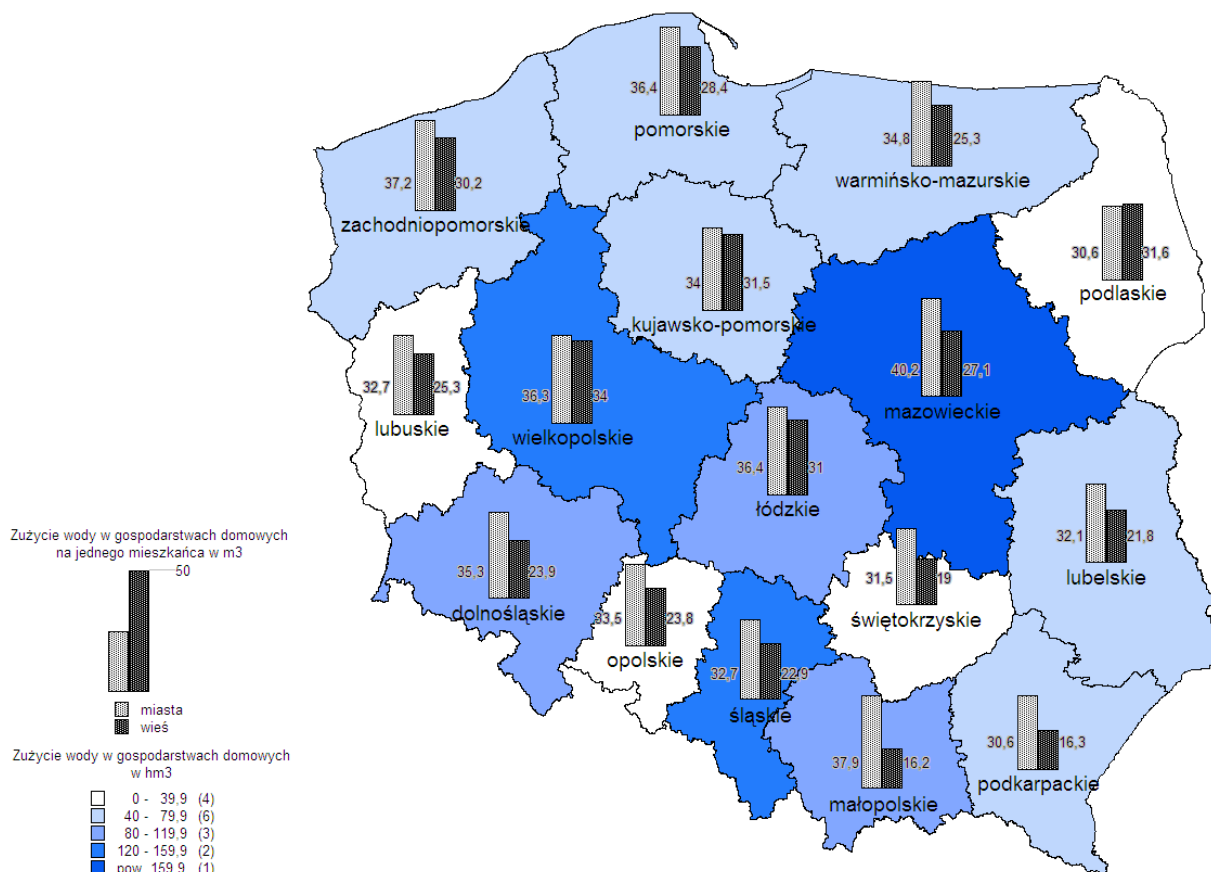 36,4 28,4
pomorskie
34,8 25,3
warmińsko-mazurskie
37,2 30,2
zachodniopomorskie
30,6 31,6
podlaskie
34 31,5
kujawsko-pomorskie
40,2 27,1
mazowieckie
32,7 25,3
lubuskie
36,3 34
wielkopolskie
36,4 31
łódzkie
32,1 21,8
lubelskie
35,3 23,9
dolnośląskie
33,5 23,8
opolskie
31,5 19
świętokrzyskie
32,7 22,9
śląskie
37,9 16,2
małopolskie
30,6 16,3
podkarpackie
Zużycie wody w gospodarstwach domowych
na jednego mieszkańca w m3
50
miasta
wieś
Zużycie wody w gospodarstwach domowych
w hm3
0 - 39,9 (4)
40 - 79,9 (6)
80 - 119,9 (3)
120 - 159,9 (2)
pow. 159,9 (1)